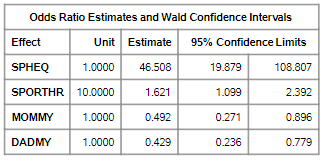 Odds Ratio Estimates and Wald Confidence Intervals
Effect Unit Estimate 95% Confidence Limits
SPHEQ 1.0000 46.508 19.879 108.807
SPORTHR 10.0000 1.621 1.099 2.392
MOMMY 1.0000 0.492 0.271 0.896
DADMY 1.0000 0.429 0.236 0.779